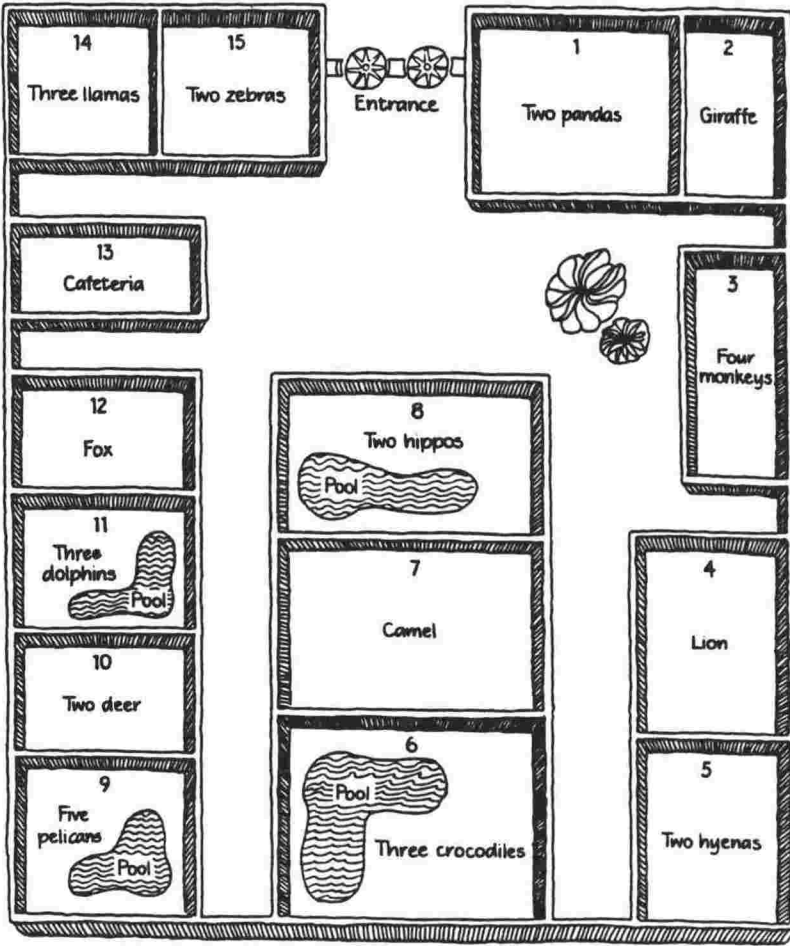 14
Three llamas
15
Two zebras
Entrance
1
Two pandas
2
Giraffe
13
Cafeteria
3
Four
monkeys
12
Fox
8
Two hippos
Pool
11
Three
dolphins
Pool
7
Camel
4
Lion
10
Two deer
6
Pool
Three crocodiles
5
Two hyenas
9
Five
pelicans
Pool